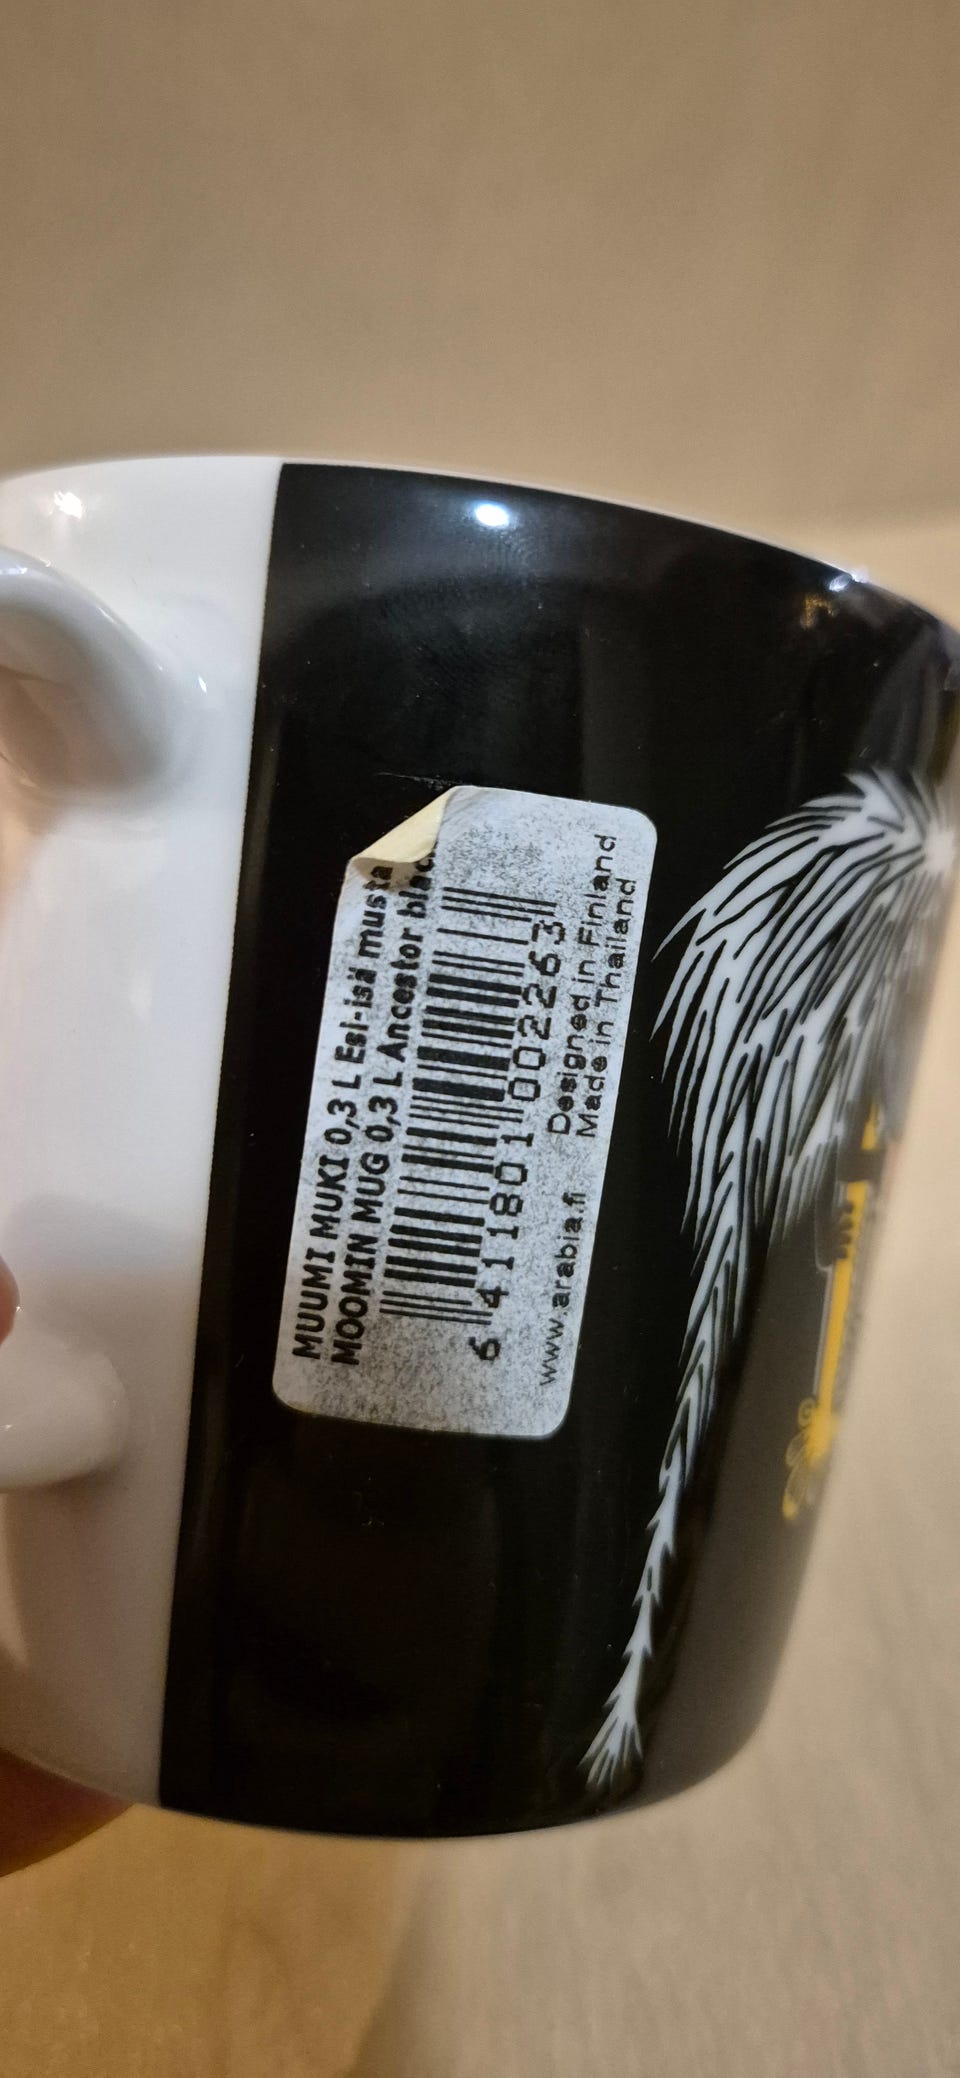 MUUMI MUKI 0,3 L Esi-isä musta
MOOMIN MUG 0,3 L Ancestor blac
6 411801 002263
www.arabia.fi Designed in Finland
Made in Thailand